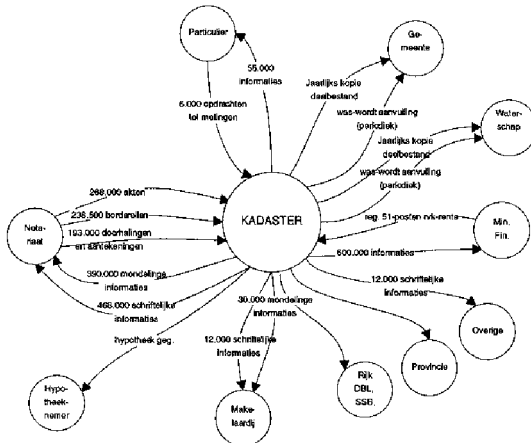 Particulier
Ge-
meente
55.000
informaties
Jaarlijks kopie
deelbestand
6.000 opdrachten
tot metingen
was-wordt aanvulling
(periodiek)
Water-
schap
Jaarlijks kopie
deelbestand
was-wordt aanvulling
(periodiek)
268.000 akten
238.500 borderollen
193.000 doorhalingen
en aantekeningen
Nota-
riaat
KADASTER
reg. 51-posten
Min.
Fin.
600.000 informaties
390.000 mondelinge
informaties
468.000 schriftelijke
informaties
12.000 schriftelijke
informaties
30.000 mondelinge
informaties
hypotheek geg.
12.000 schriftelijke
informaties
Overige
Provincie
Hypo-
theek-
nemer
Make-
laardij
Rijk
DBL,
SSB,